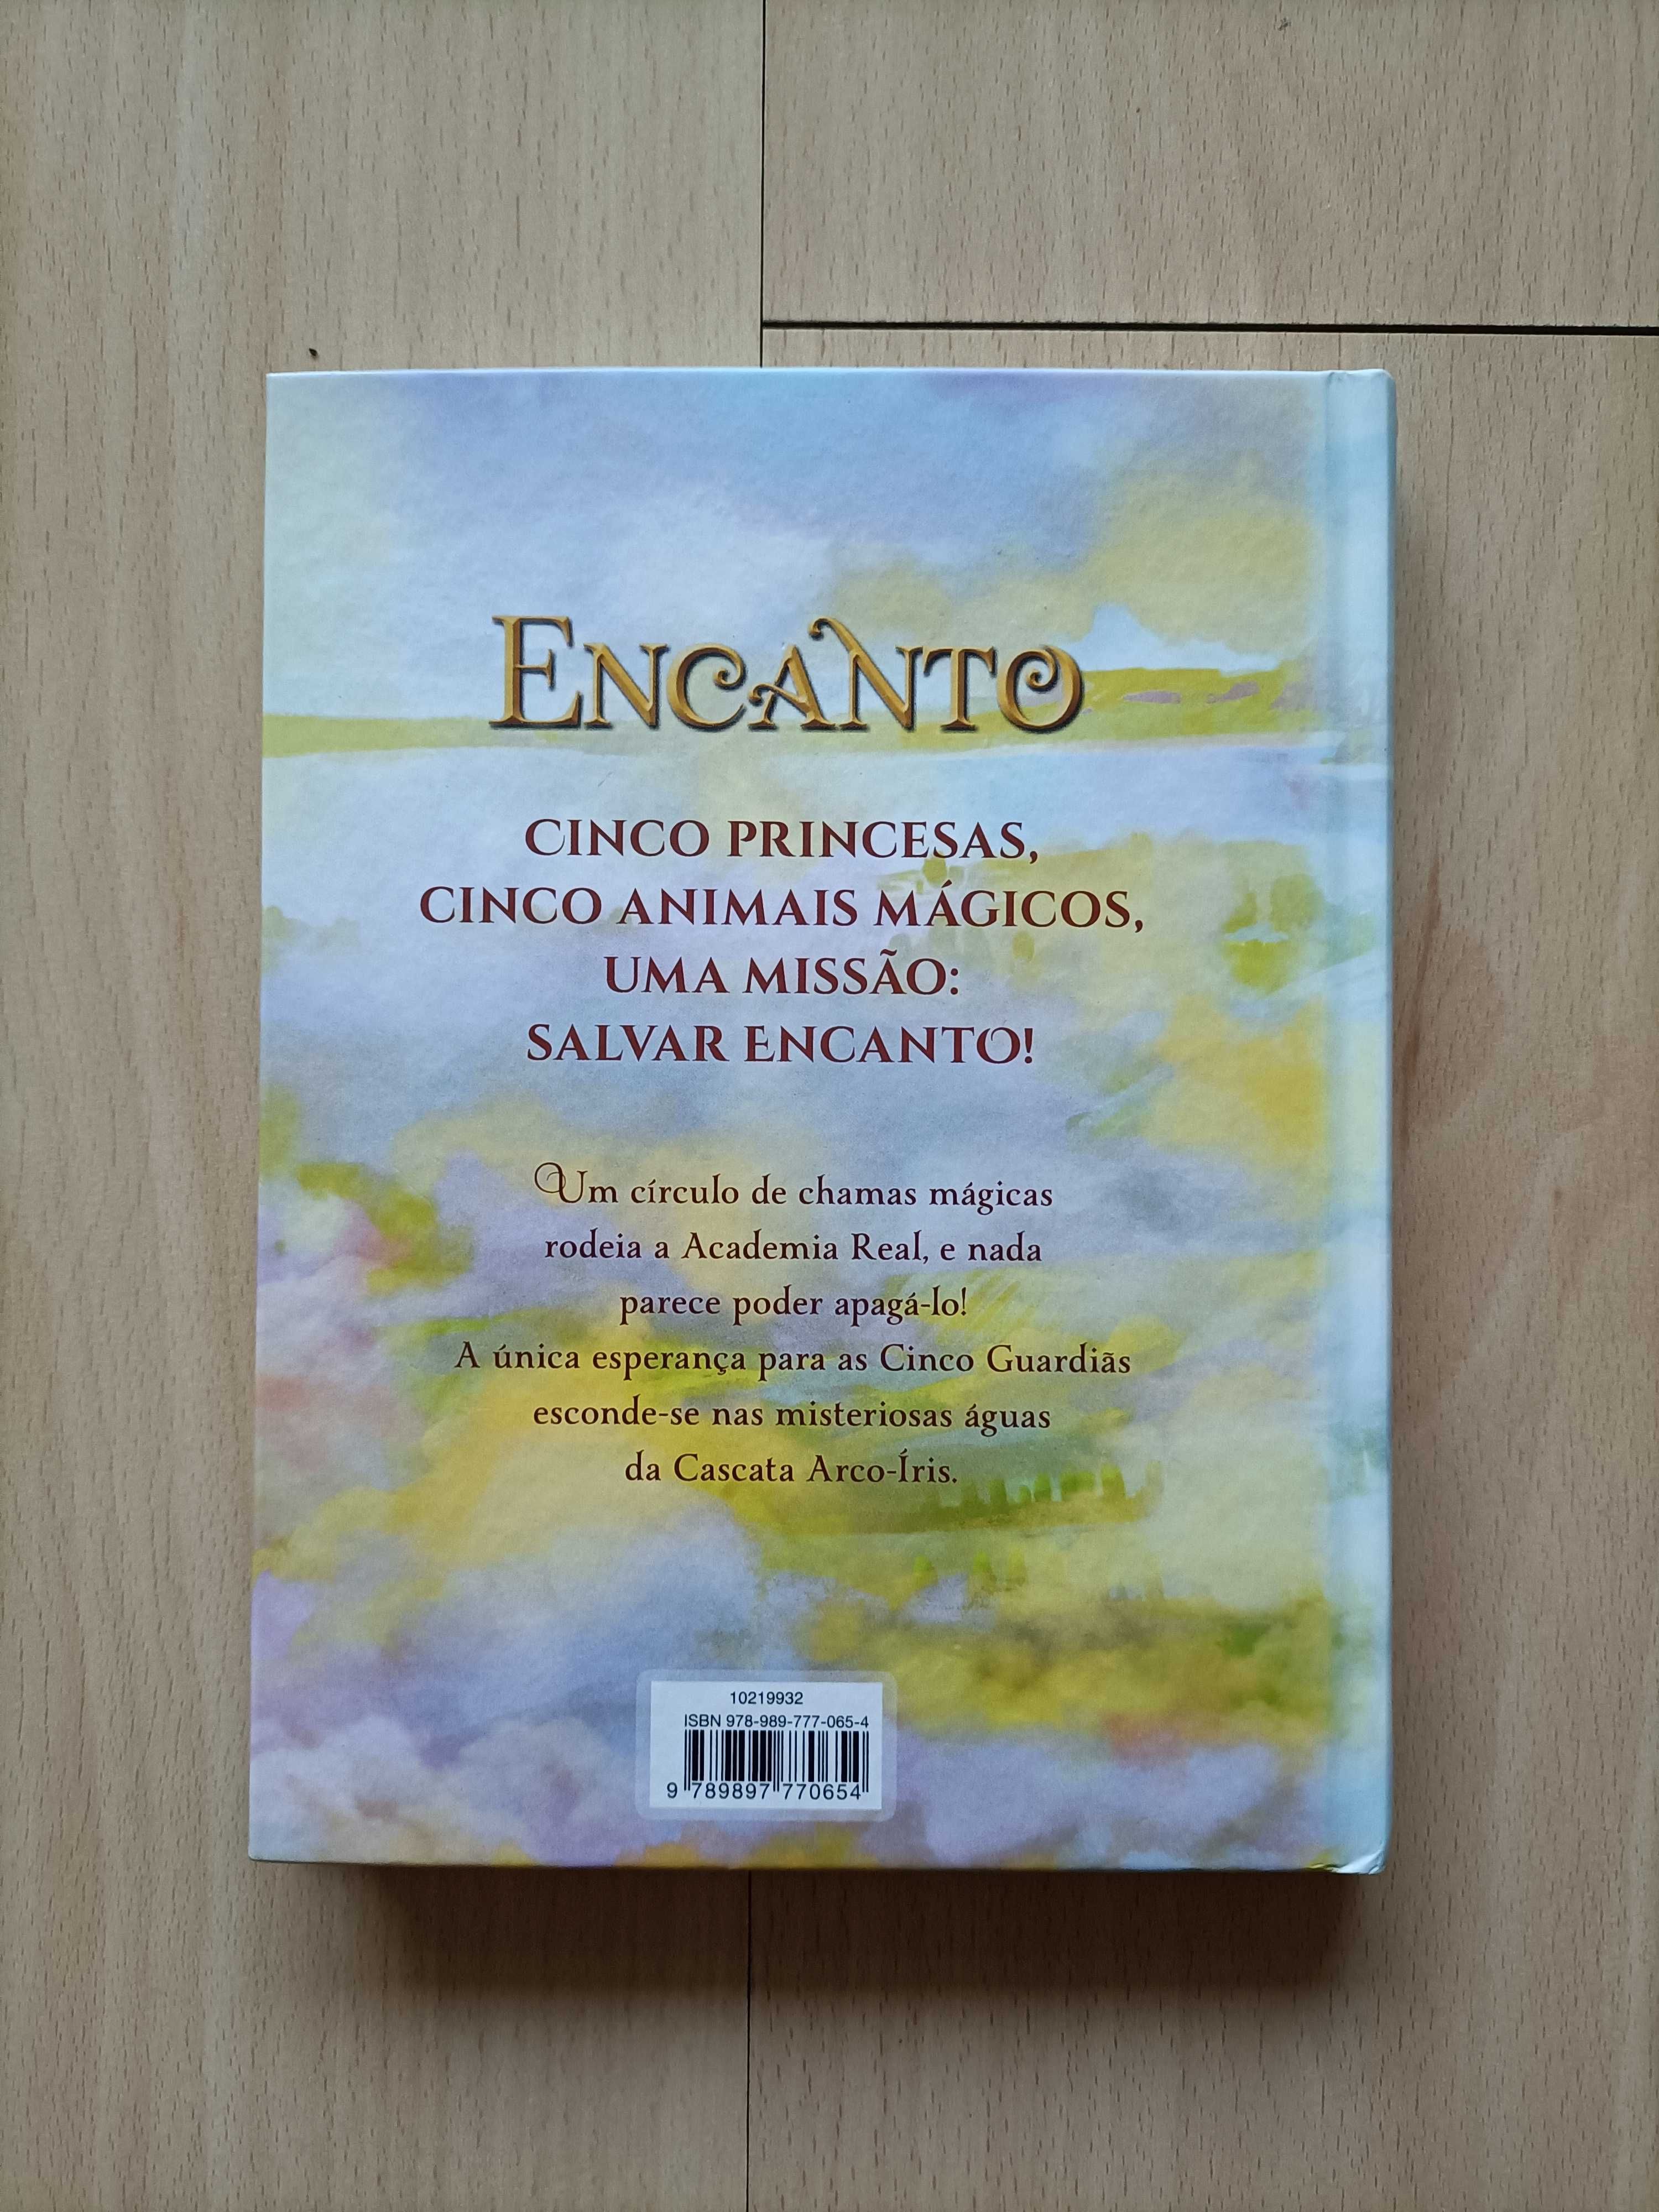 ENCANTO
CINCO PRINCESAS,
CINCO ANIMAIS MÁGICOS,
UMA MISSÃO:
SALVAR ENCANTO!
Um círculo de chamas mágicas
rodeia a Academia Real, e nada
parece poder apagá-lo!
A única esperança para as Cinco Guardiãs
esconde-se nas misteriosas águas
da Cascata Arco-Íris.
10219932
ISBN 978-989-777-065-4
9 789897 770654